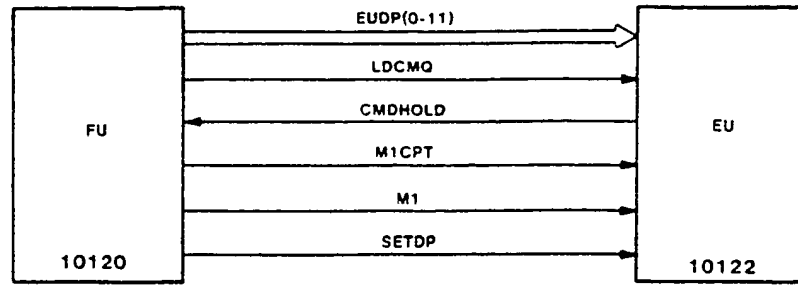 EUDP(0-11)
LDCMQ
CMDHOLD
FU
EU
M1CPT
M1
SETDP
10120
10122